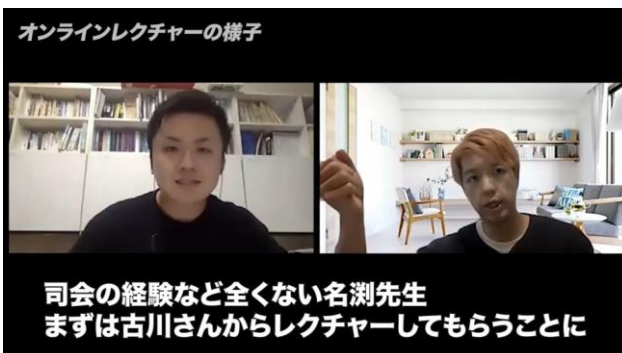 オンラインレクチャーの様子
司会の経験など全くない名渕先生
まずは古川さんからレクチャーしてもらうことに